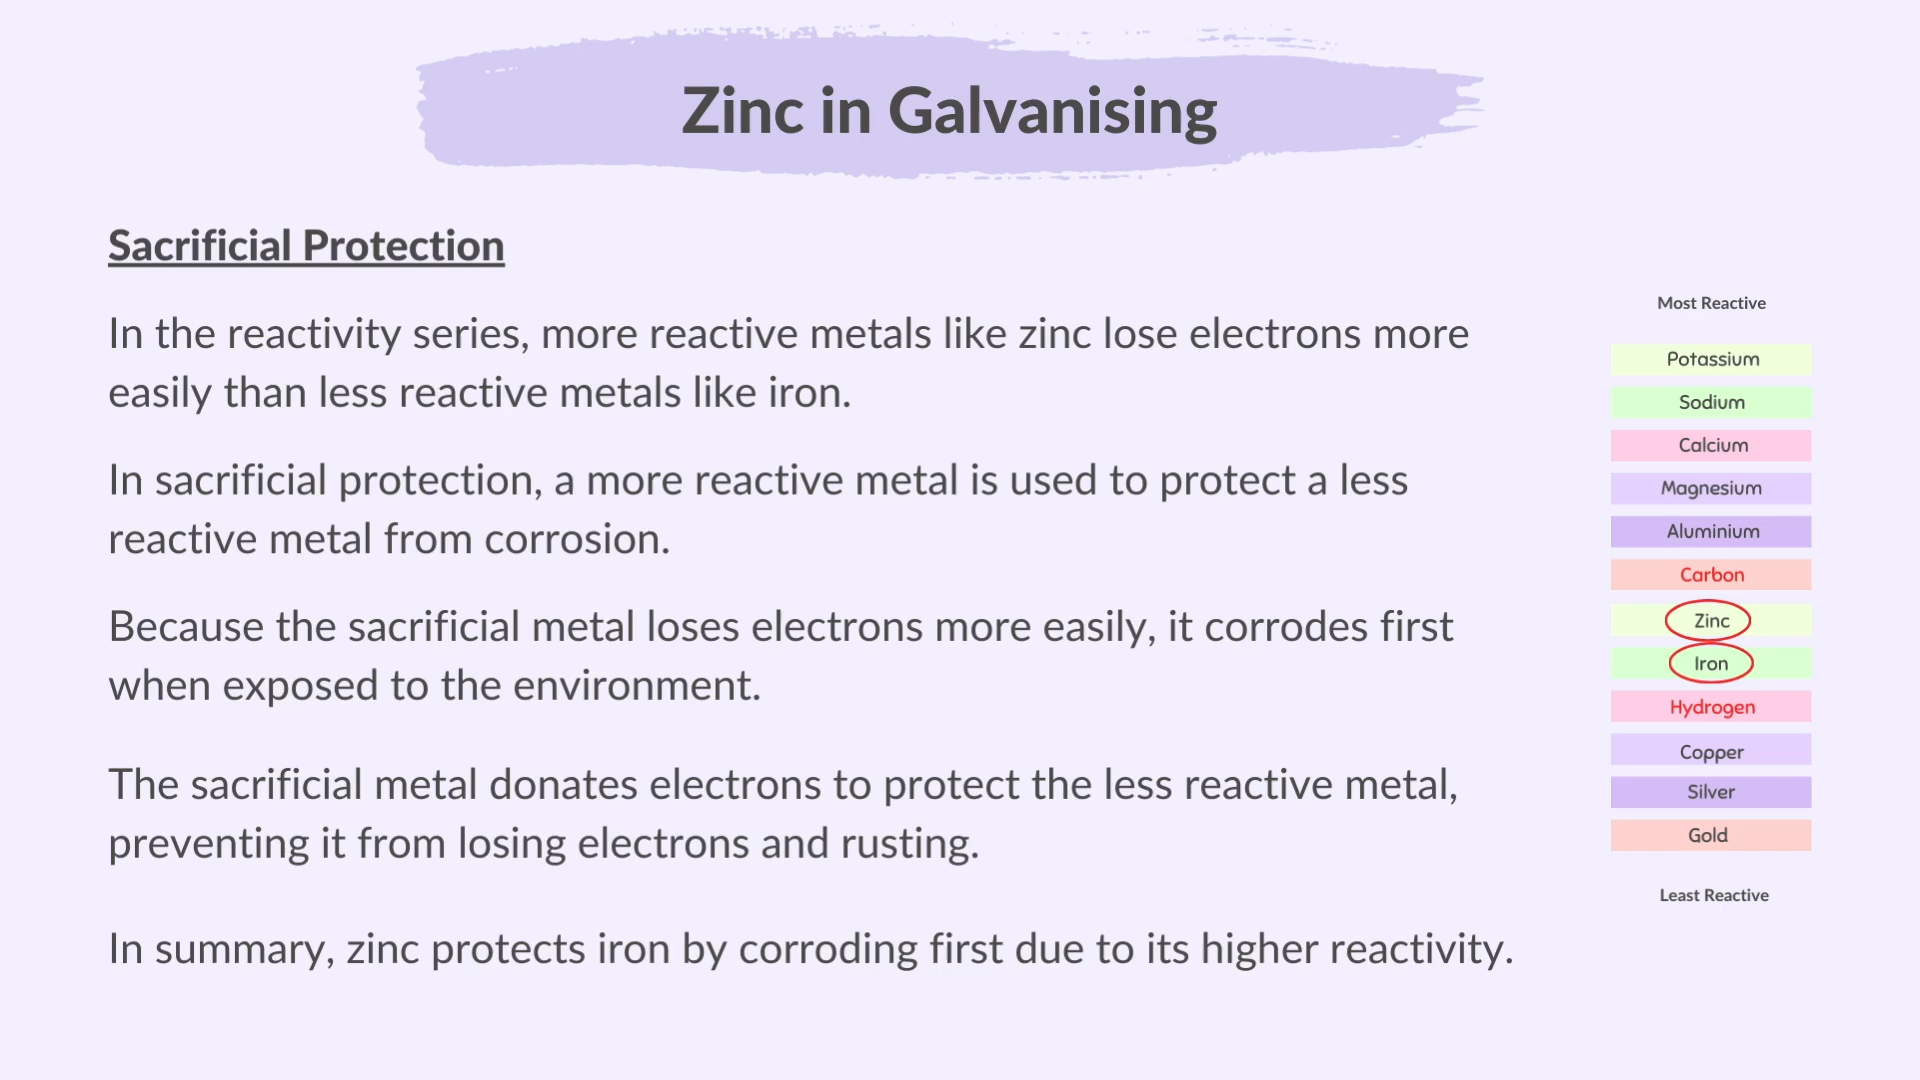 Zinc in Galvanising
Sacrificial Protection
In the reactivity series, more reactive metals like zinc lose electrons more
easily than less reactive metals like iron.
In sacrificial protection, a more reactive metal is used to protect a less
reactive metal from corrosion.
Because the sacrificial metal loses electrons more easily, it corrodes first
when exposed to the environment.
The sacrificial metal donates electrons to protect the less reactive metal,
preventing it from losing electrons and rusting.
In summary, zinc protects iron by corroding first due to its higher reactivity.
Most Reactive
Potassium
Sodium
Calcium
Magnesium
Aluminium
Carbon
Zinc
Iron
Hydrogen
Copper
Silver
Gold
Least Reactive